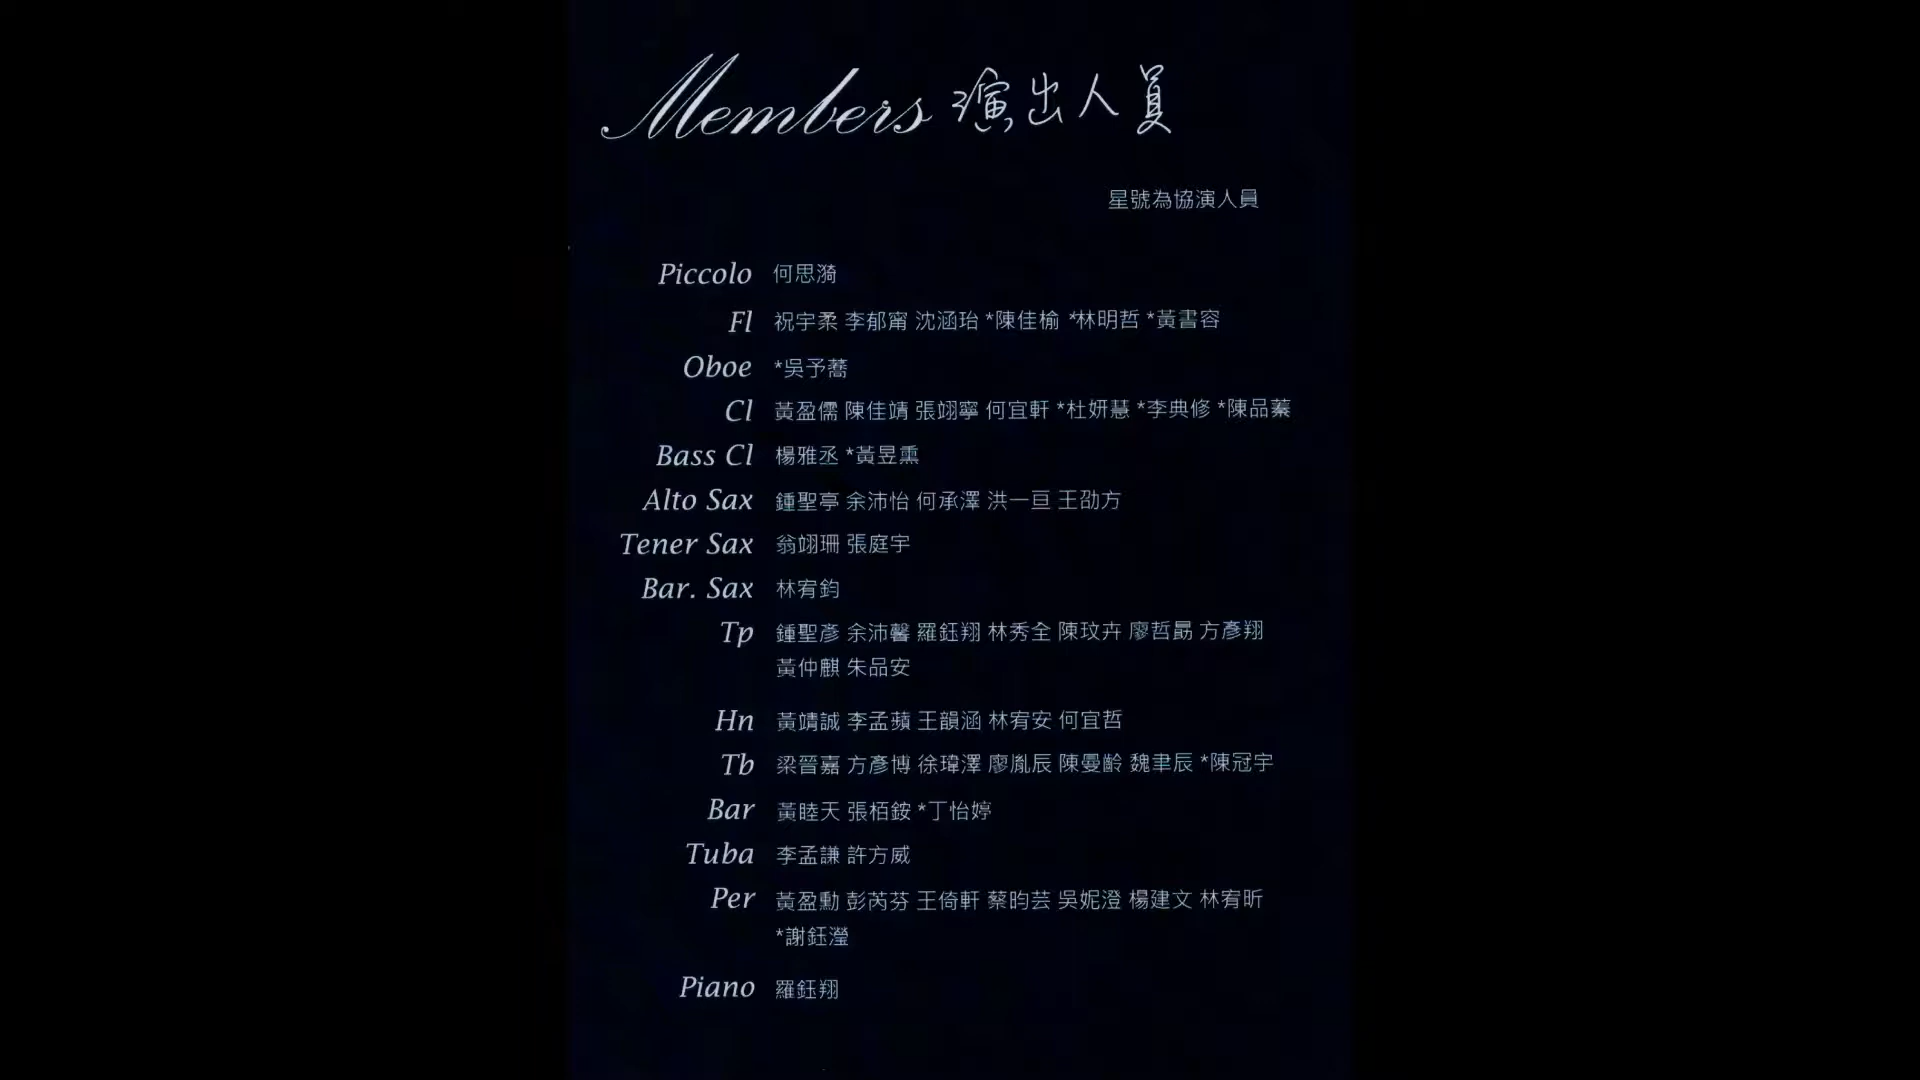 Members 演出人員
星號為協演人員
Piccolo 何思漪
Fl 祝宇柔 李郁甯 沈涵珆 *陳佳榆 *林明哲 *黃書容
Oboe *吳予蕎
Cl 黃盈儒 陳佳靖 張翊寧 何宜軒 *杜妍慧 *李典修 *陳品蓁
Bass Cl 楊雅丞 *黃昱熏
Alto Sax 鍾聖亭 余沛怡 何承澤 洪一亘 王劭方
Tener Sax 翁翊珊 張庭宇
Bar. Sax 林宥鈞
Tp 鍾聖彥 余沛馨 羅鈺翔 林秀全 陳玟卉 廖哲勗 方彥翔
黃仲麒 朱品安
Hn 黃靖誠 李孟蘋 王韻涵 林宥安 何宜哲
Tb 梁晉嘉 方彥博 徐瑋澤 廖胤辰 陳曼齡 魏聿辰 *陳冠宇
Bar 黃睦天 張栢銨 *丁怡婷
Tuba 李孟謙 許方威
Per 黃盈勳 彭芮芬 王倚軒 蔡昀芸 吳妮澄 楊建文 林宥昕
*謝鈺瀅
Piano 羅鈺翔